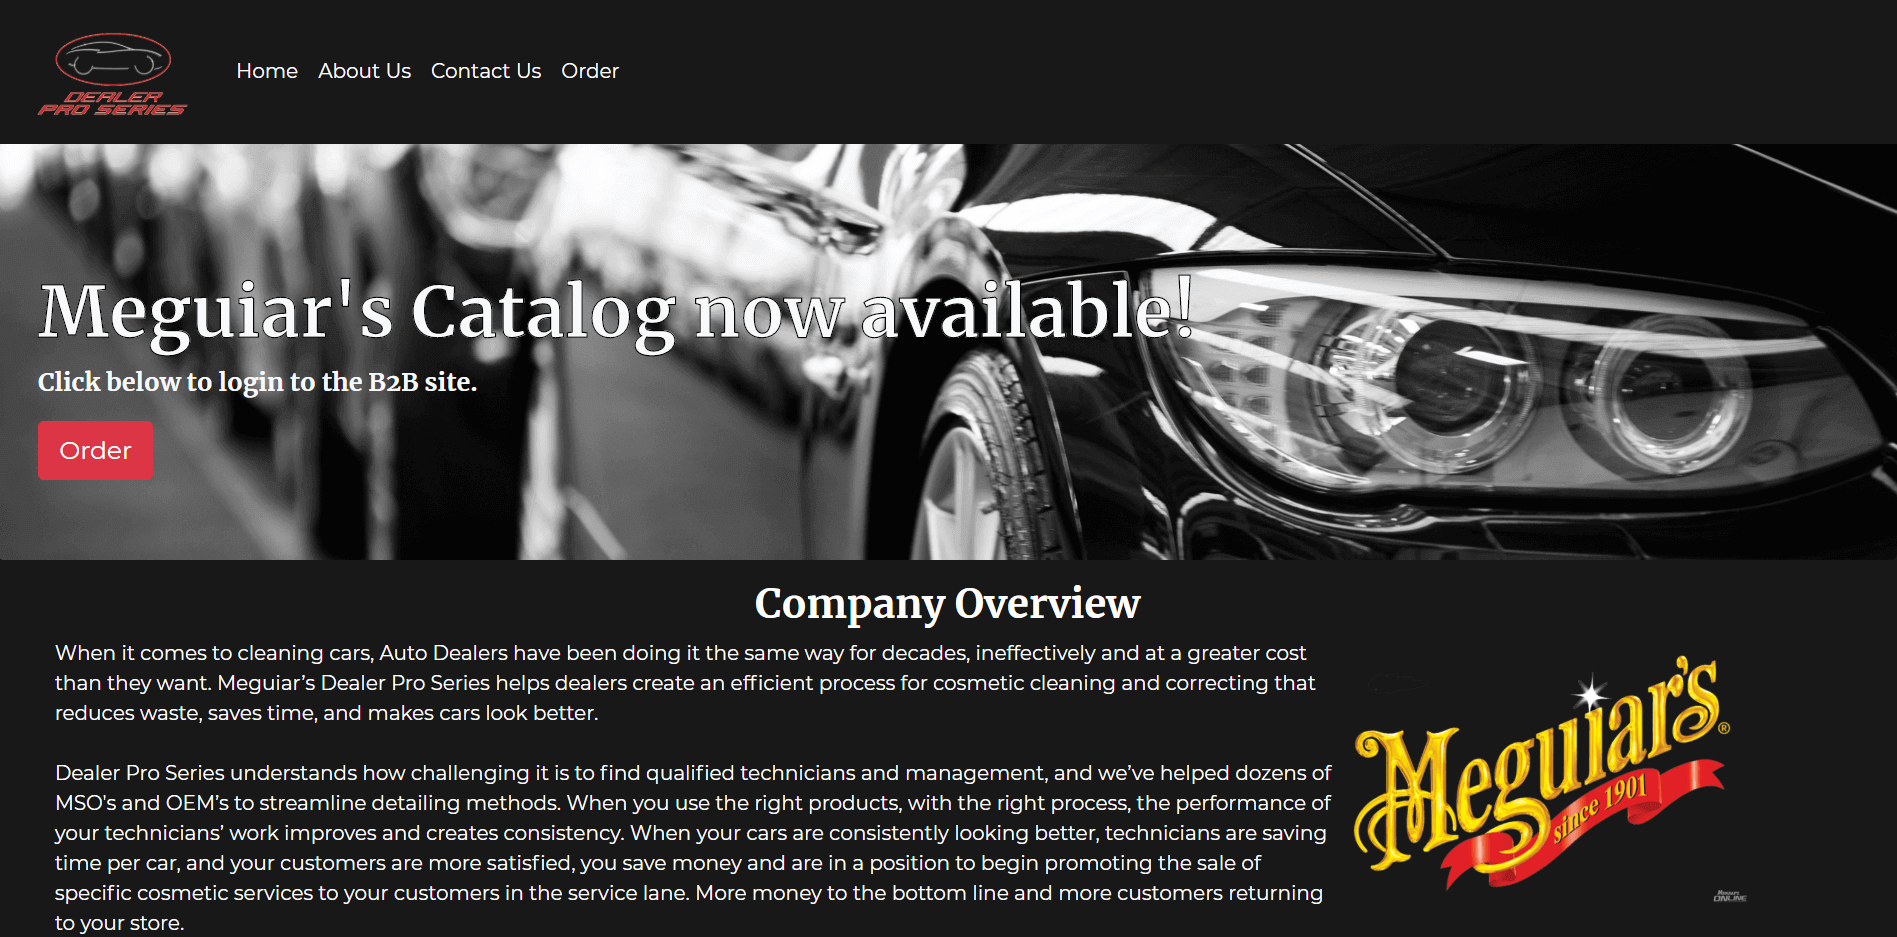 DEALER
PRO SERIES
Home About Us Contact Us Order
Meguiar's Catalog now available!
Click below to login to the B2B site.
Order
Company Overview
When it comes to cleaning cars, Auto Dealers have been doing it the same way for decades, ineffectively and at a greater cost
than they want. Meguiar’s Dealer Pro Series helps dealers create an efficient process for cosmetic cleaning and correcting that
reduces waste, saves time, and makes cars look better.
Dealer Pro Series understands how challenging it is to find qualified technicians and management, and we’ve helped dozens of
MSO's and OEM’s to streamline detailing methods. When you use the right products, with the right process, the performance of
your technicians’ work improves and creates consistency. When your cars are consistently looking better, technicians are saving
time per car, and your customers are more satisfied, you save money and are in a position to begin promoting the sale of
specific cosmetic services to your customers in the service lane. More money to the bottom line and more customers returning
to your store.
Meguiar's®
since 1901
Meguiars
ONLINE